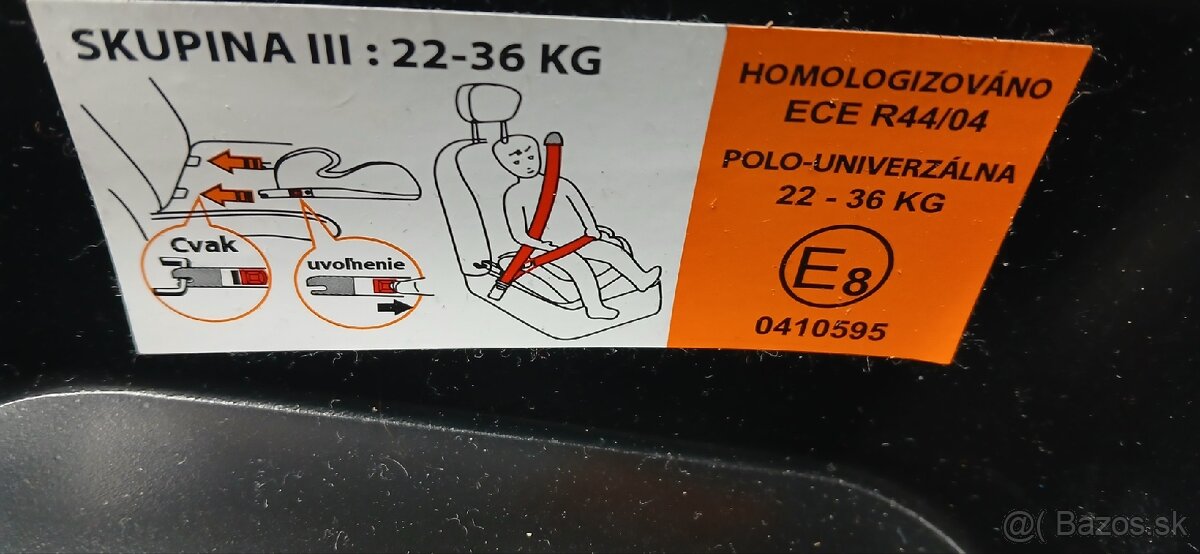 SKUPINA III : 22-36 KG
Cvak
uvoľnenie
HOMOLOGIZOVÁNO
ECE R44/04
POLO-UNIVERZÁLNA
22 - 36 KG
E8
0410595
@( Bazos.sk